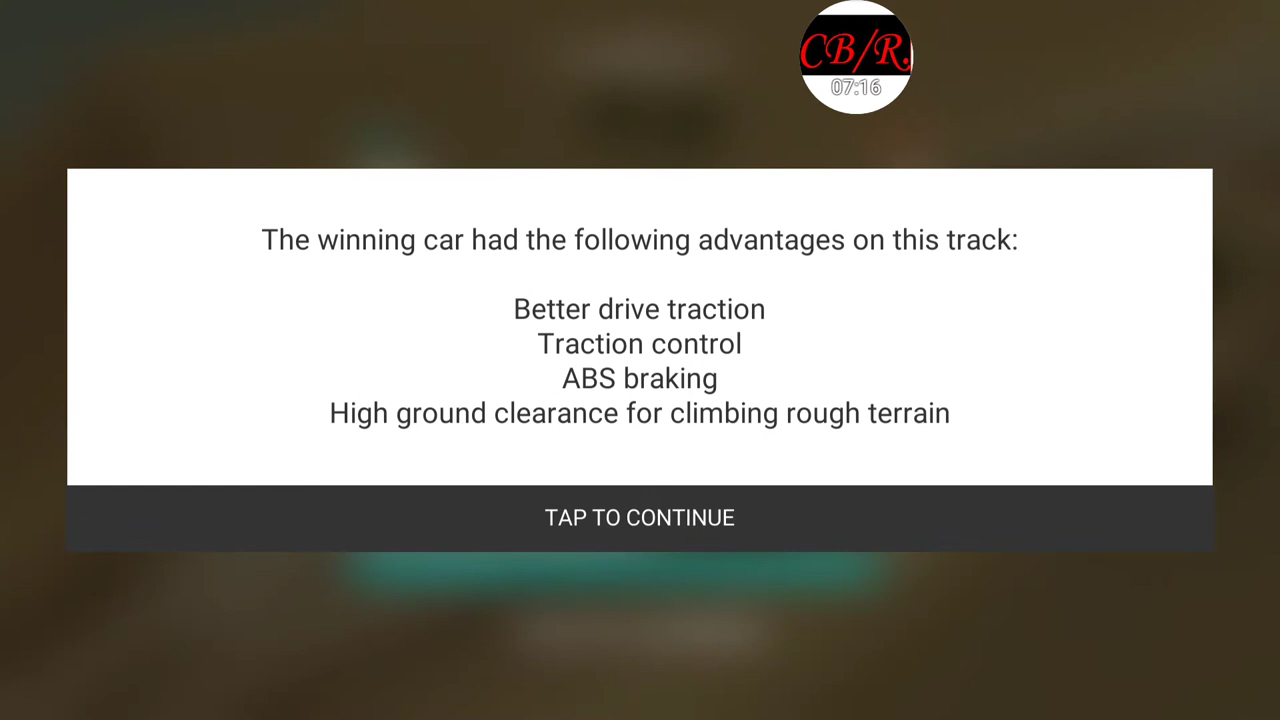 CB/R.
07:16
The winning car had the following advantages on this track:
Better drive traction
Traction control
ABS braking
High ground clearance for climbing rough terrain
TAP TO CONTINUE